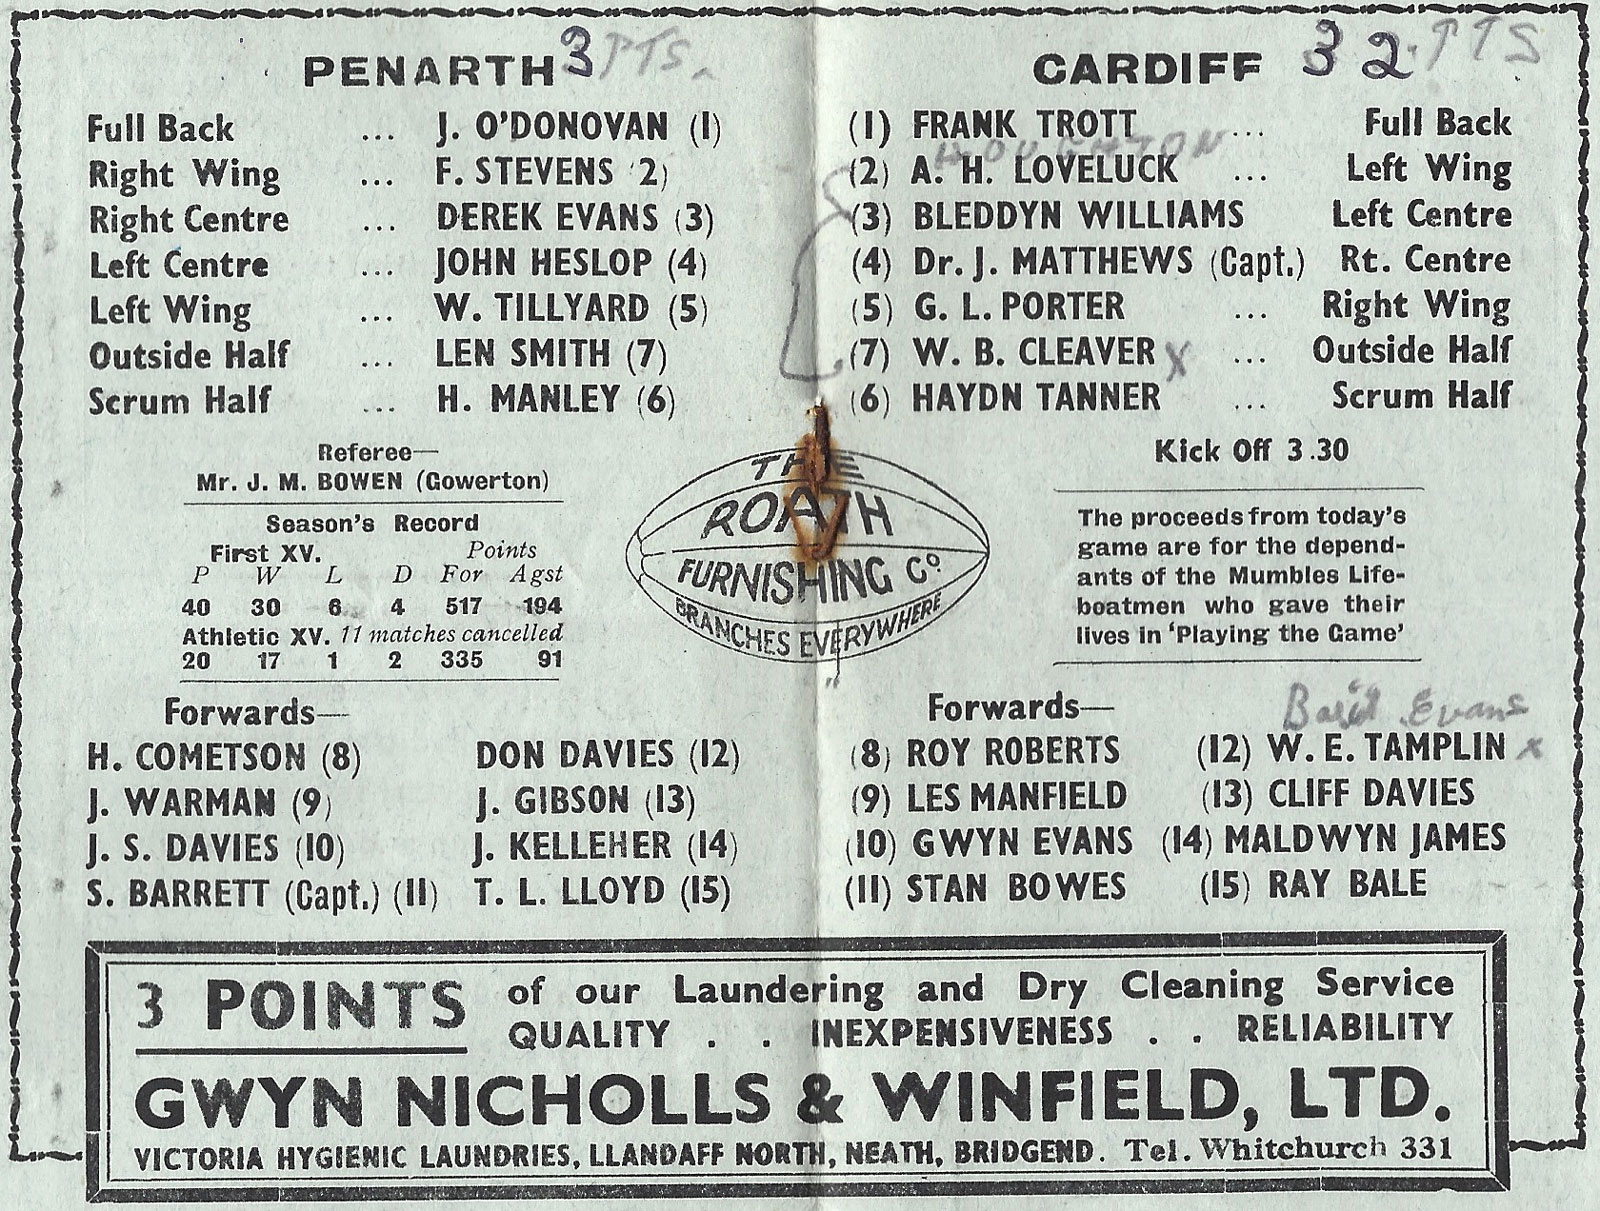 PENARTH 3 PTS.
Full Back ... J. O'DONOVAN (1)
Right Wing ... F. STEVENS (2)
Right Centre ... DEREK EVANS (3)
Left Centre ... JOHN HESLOP (4)
Left Wing ... W. TILLYARD (5)
Outside Half ... LEN SMITH (7)
Scrum Half ... H. MANLEY (6)
Referee—
Mr. J. M. BOWEN (Gowerton)
Season's Record
First XV. Points
P W L D For Agst
40 30 6 4 517 194
Athletic XV. 11 matches cancelled
20 17 1 2 335 91
Forwards—
H. COMETSON (8) DON DAVIES (12)
J. WARMAN (9) J. GIBSON (13)
J. S. DAVIES (10) J. KELLEHER (14)
S. BARRETT (Capt.) (11) T. L. LLOYD (15)
THE
ROATH
FURNISHING Co.
BRANCHES EVERYWHERE
CARDIFF 32 PTS
(1) FRANK TROTT ... Full Back
(2) A. H. LOVELUCK ... Left Wing
(3) BLEDDYN WILLIAMS Left Centre
(4) Dr. J. MATTHEWS (Capt.) Rt. Centre
(5) G. L. PORTER ... Right Wing
(7) W. B. CLEAVER X ... Outside Half
(6) HAYDN TANNER ... Scrum Half
Kick Off 3.30
The proceeds from today's
game are for the depend-
ants of the Mumbles Life-
boatmen who gave their
lives in 'Playing the Game'
Forwards— Evans
(8) ROY ROBERTS (12) W. E. TAMPLIN x
(9) LES MANFIELD (13) CLIFF DAVIES
(10) GWYN EVANS (14) MALDWYN JAMES
(11) STAN BOWES (15) RAY BALE
3 POINTS of our Laundering and Dry Cleaning Service
QUALITY . . INEXPENSIVENESS . . RELIABILITY
GWYN NICHOLLS & WINFIELD, LTD.
VICTORIA HYGIENIC LAUNDRIES, LLANDAFF NORTH, NEATH, BRIDGEND. Tel. Whitchurch 331